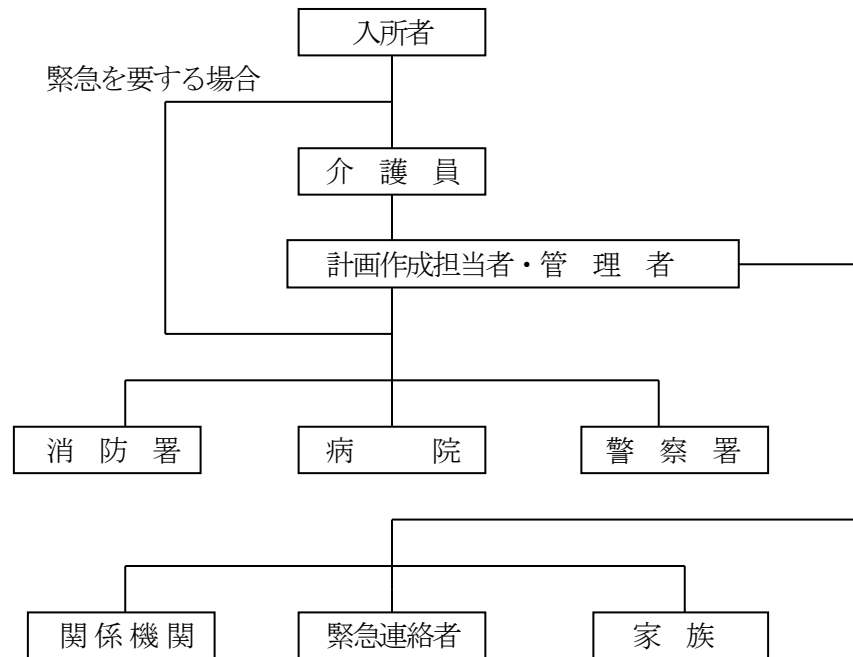 入所者
緊急を要する場合
介護員
計画作成担当者・管理者
消防署
病院
警察署
関係機関
緊急連絡者
家族